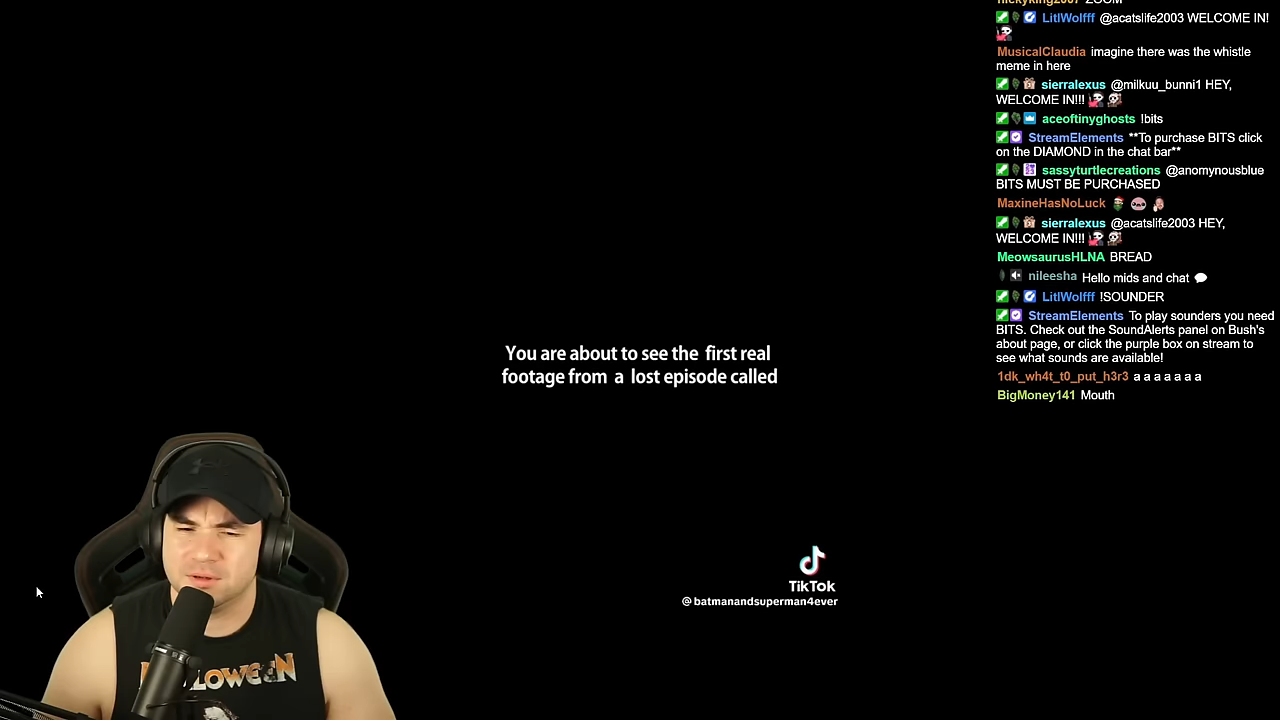 You are about to see the first real
footage from a lost episode called
TikTok
@batmanandsuperman4ever
LitlWolfff @acatslife2003 WELCOME IN!
MusicalClaudia imagine there was the whistle
meme in here
sierralexus @milkuu_bunni1 HEY,
WELCOME IN!!!
aceoftinyghosts !bits
StreamElements **To purchase BITS click
on the DIAMOND in the chat bar**
sassyturtlecreations @anomynousblue
BITS MUST BE PURCHASED
MaxineHasNoLuck
sierralexus @acatslife2003 HEY,
WELCOME IN!!!
MeowsaurusHLNA BREAD
nileesha Hello mids and chat
LitlWolfff !SOUNDER
StreamElements To play sounders you need
BITS. Check out the SoundAlerts panel on Bush's
about page, or click the purple box on stream to
see what sounds are available!
1dk_wh4t_t0_put_h3r3 a a a a a a a
BigMoney141 Mouth